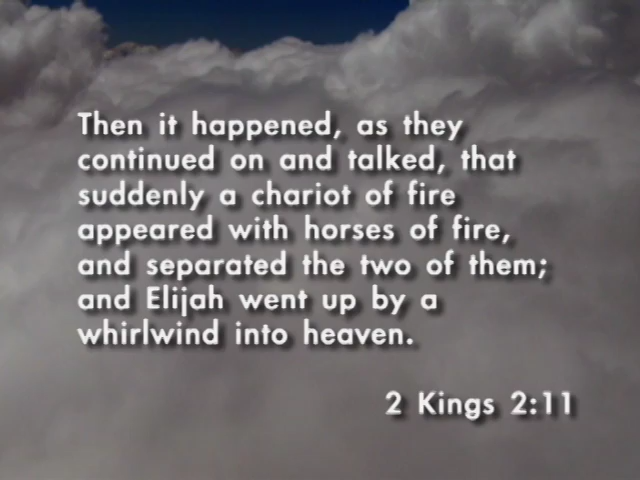 Then it happened, as they
continued on and talked, that
suddenly a chariot of fire
appeared with horses of fire,
and separated the two of them;
and Elijah went up by a
whirlwind into heaven.
2 Kings 2:11